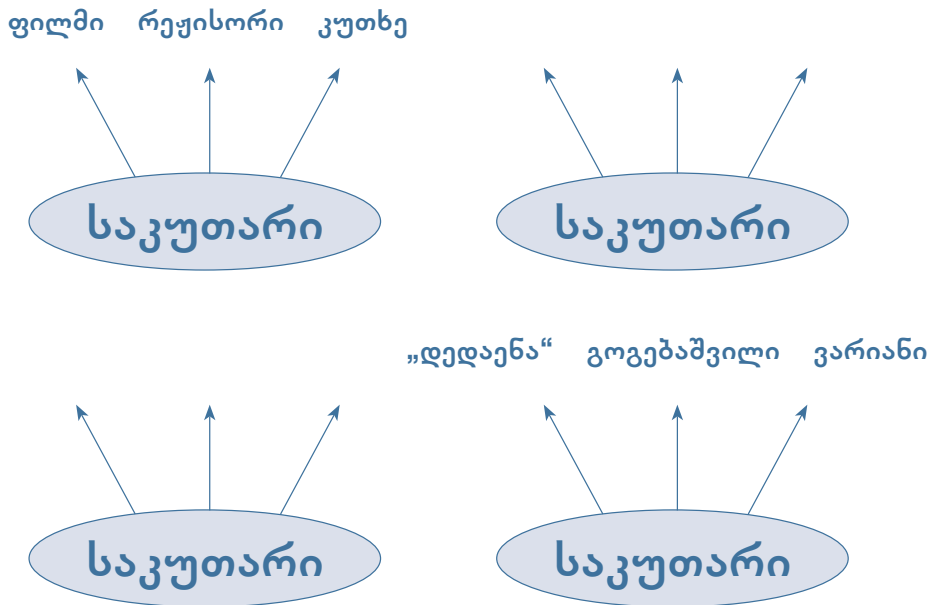 ფილმი რეჟისორი კუთხე
საკუთარი საკუთარი
„დედაენა“ გოგებაშვილი ვარიანი
საკუთარი საკუთარი